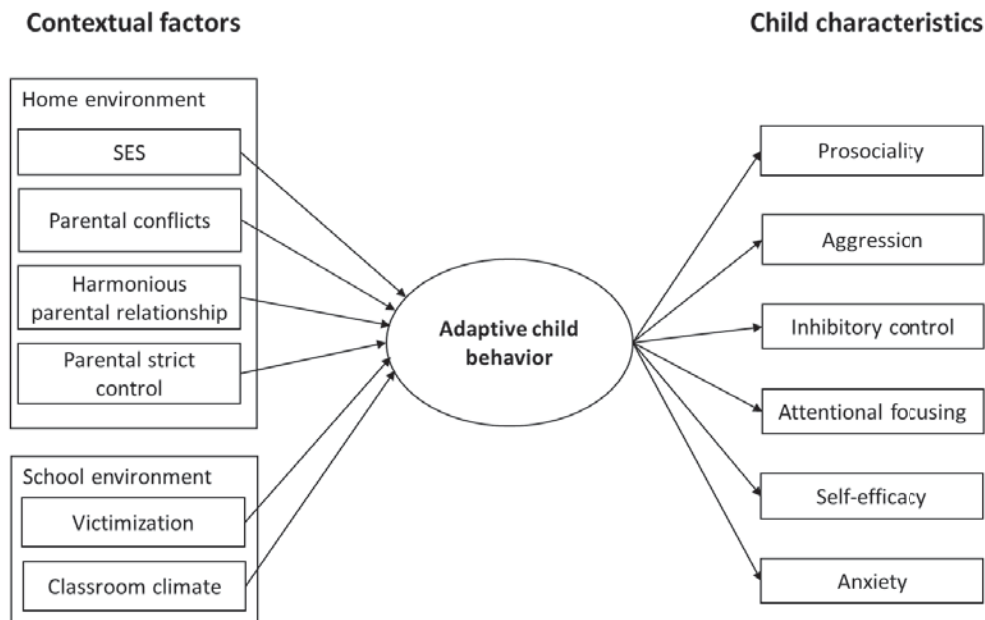 Contextual factors
Child characteristics
Home environment
SES
Parental conflicts
Harmonious
parental relationship
Parental strict
control
School environment
Victimization
Classroom climate
Adaptive child
behavior
Prosociality
Aggression
Inhibitory control
Attentional focusing
Self-efficacy
Anxiety